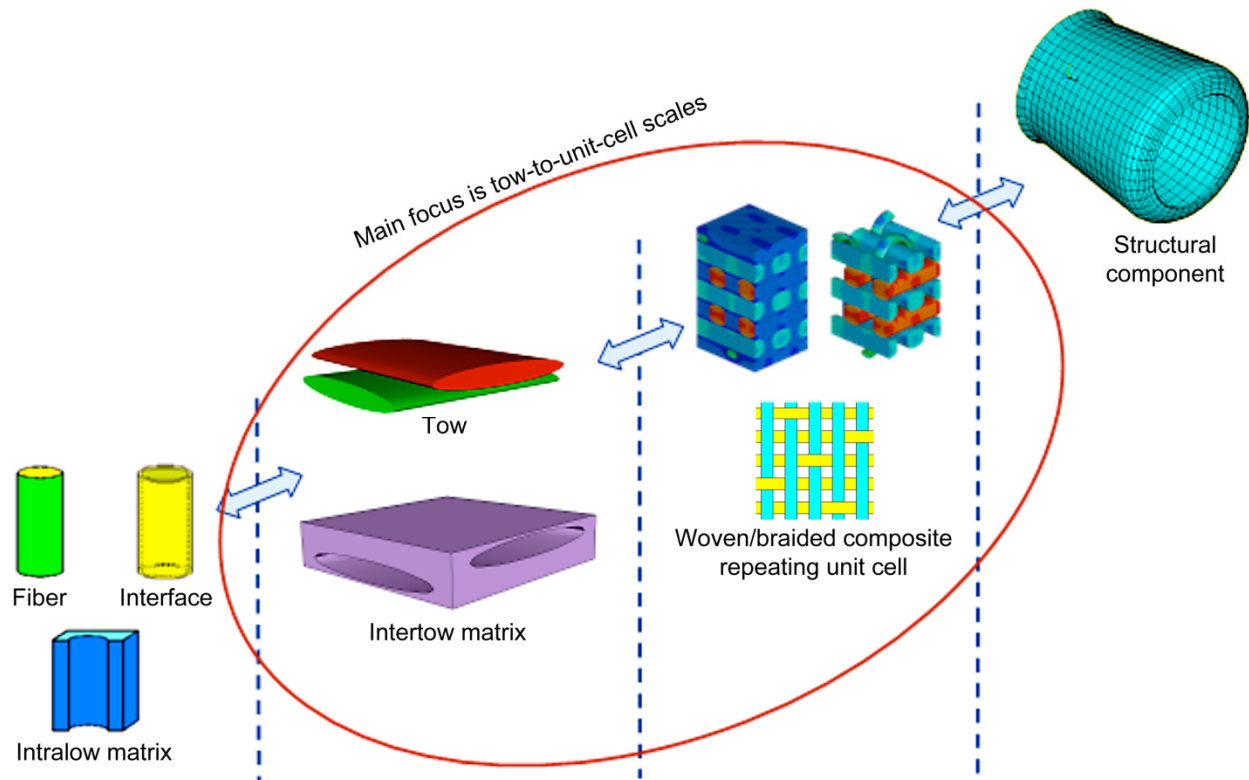 Main focus is tow-to-unit-cell scales
Structural
component
Tow
Woven/braided composite
repeating unit cell
Fiber
Interface
Intertow matrix
Intralow matrix